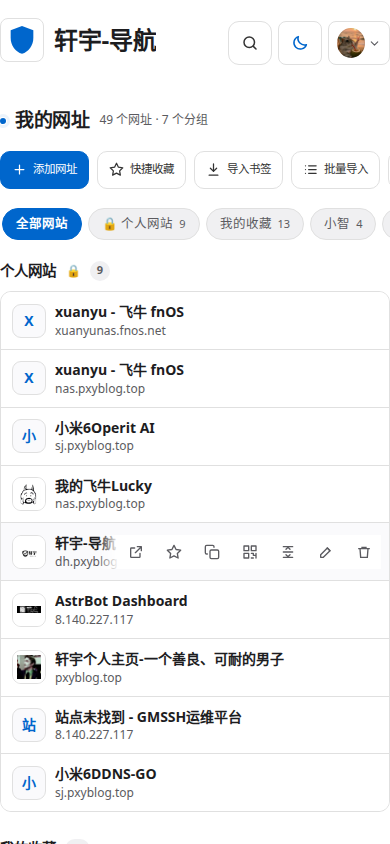 轩宇-导航
我的网址 49 个网址 · 7 个分组
添加网址 快捷收藏 导入书签 批量导入
全部网站 🔒 个人网站 9 我的收藏 13 小智 4
个人网站 🔒 9
X xuanyu - 飞牛 fnOS
xuanyunas.fnos.net
X xuanyu - 飞牛 fnOS
nas.pxyblog.top
小 小米6Operit AI
sj.pxyblog.top
我的飞牛Lucky
nas.pxyblog.top
轩宇-导航
dh.pxyblog
AstrBot Dashboard
8.140.227.117
轩宇个人主页-一个善良、可耐的男子
pxyblog.top
站 站点未找到 - GMSSH运维平台
8.140.227.117
小 小米6DDNS-GO
sj.pxyblog.top